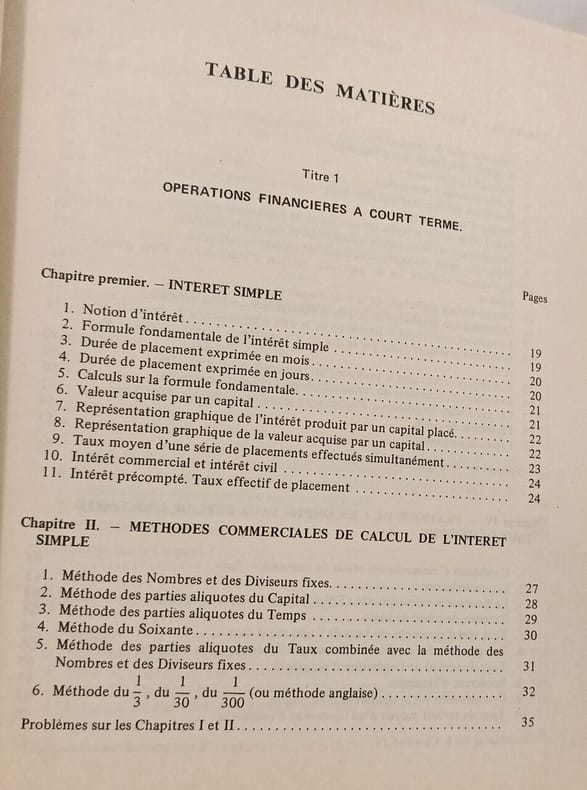 TABLE DES MATIÈRES
Titre 1
OPERATIONS FINANCIERES A COURT TERME.
Chapitre premier. – INTERET SIMPLE
Pages
1. Notion d'intérêt . . . . . . . . . . 19
2. Formule fondamentale de l'intérêt simple . . . . . . . . . . 19
3. Durée de placement exprimée en mois . . . . . . . . . . 20
4. Durée de placement exprimée en jours . . . . . . . . . . 20
5. Calculs sur la formule fondamentale. . . . . . . . . . 21
6. Valeur acquise par un capital . . . . . . . . . . 21
7. Représentation graphique de l'intérêt produit par un capital placé. . . . . . . . . . 22
8. Représentation graphique de la valeur acquise par un capital . . . . . . . . . . 22
9. Taux moyen d'une série de placements effectués simultanément . . . . . . . . . . 23
10. Intérêt commercial et intérêt civil . . . . . . . . . . 24
11. Intérêt précompté. Taux effectif de placement . . . . . . . . . . 24
Chapitre II. – METHODES COMMERCIALES DE CALCUL DE L'INTERET
SIMPLE
1. Méthode des Nombres et des Diviseurs fixes. . . . . . . . . . 27
2. Méthode des parties aliquotes du Capital . . . . . . . . . . 28
3. Méthode des parties aliquotes du Temps . . . . . . . . . . 29
4. Méthode du Soixante . . . . . . . . . . 30
5. Méthode des parties aliquotes du Taux combinée avec la méthode des
Nombres et des Diviseurs fixes . . . . . . . . . . 31
6. Méthode du 1/3 , du 1/30 , du 1/300 (ou méthode anglaise) . . . . . . . . . . 32
Problèmes sur les Chapitres I et II . . . . . . . . . . 35